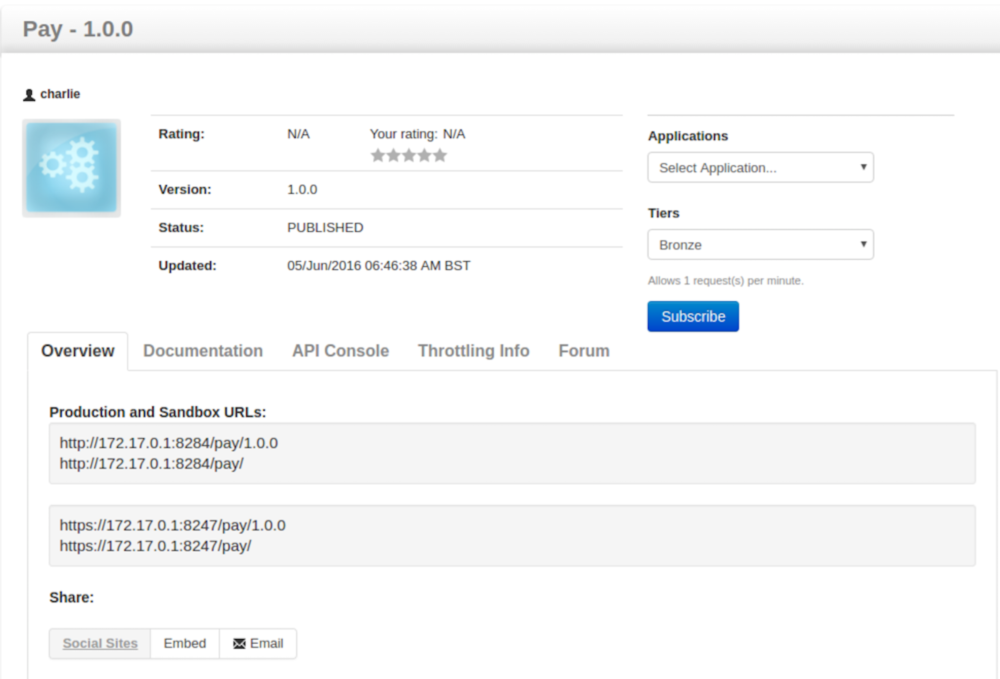 Pay - 1.0.0
charlie
Rating: N/A Your rating: N/A
Version: 1.0.0
Status: PUBLISHED
Updated: 05/Jun/2016 06:46:38 AM BST
Applications
Select Application...
Tiers
Bronze
Allows 1 request(s) per minute.
Subscribe
Overview Documentation API Console Throttling Info Forum
Production and Sandbox URLs:
http://172.17.0.1:8284/pay/1.0.0
http://172.17.0.1:8284/pay/
https://172.17.0.1:8247/pay/1.0.0
https://172.17.0.1:8247/pay/
Share:
Social Sites Embed Email